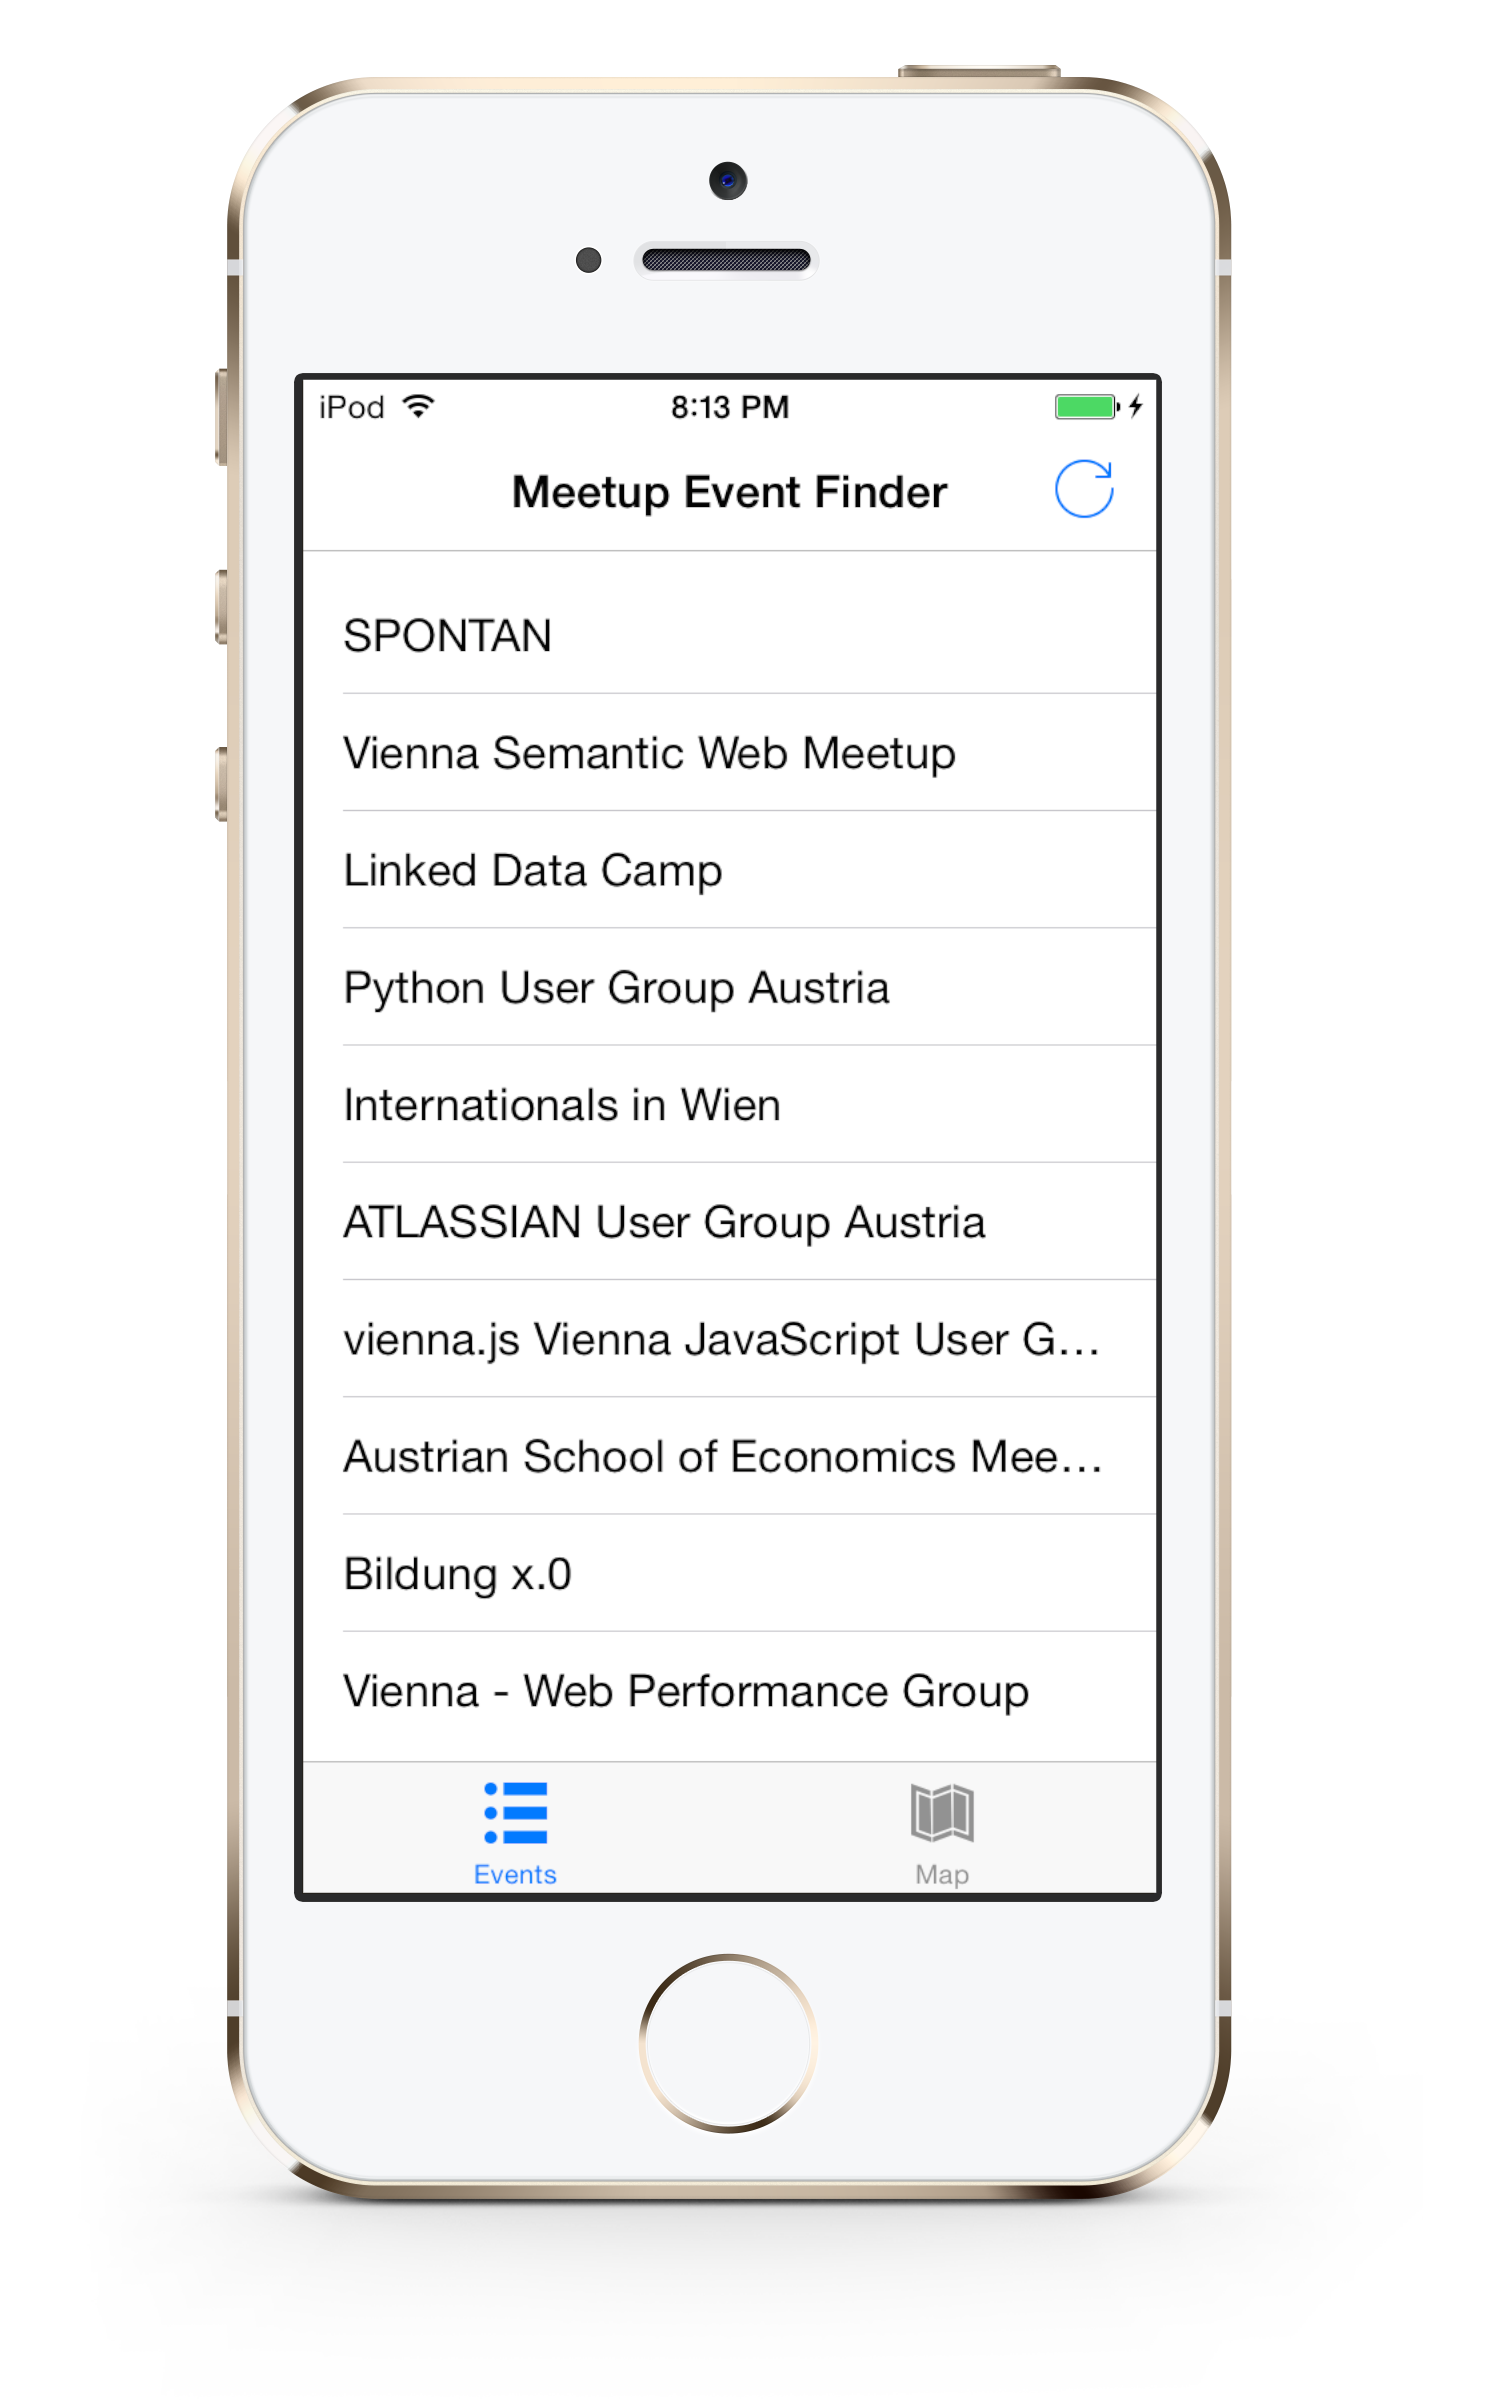 iPod 8:13 PM
Meetup Event Finder
SPONTAN
Vienna Semantic Web Meetup
Linked Data Camp
Python User Group Austria
Internationals in Wien
ATLASSIAN User Group Austria
vienna.js Vienna JavaScript User G...
Austrian School of Economics Mee...
Bildung x.0
Vienna - Web Performance Group
Events Map